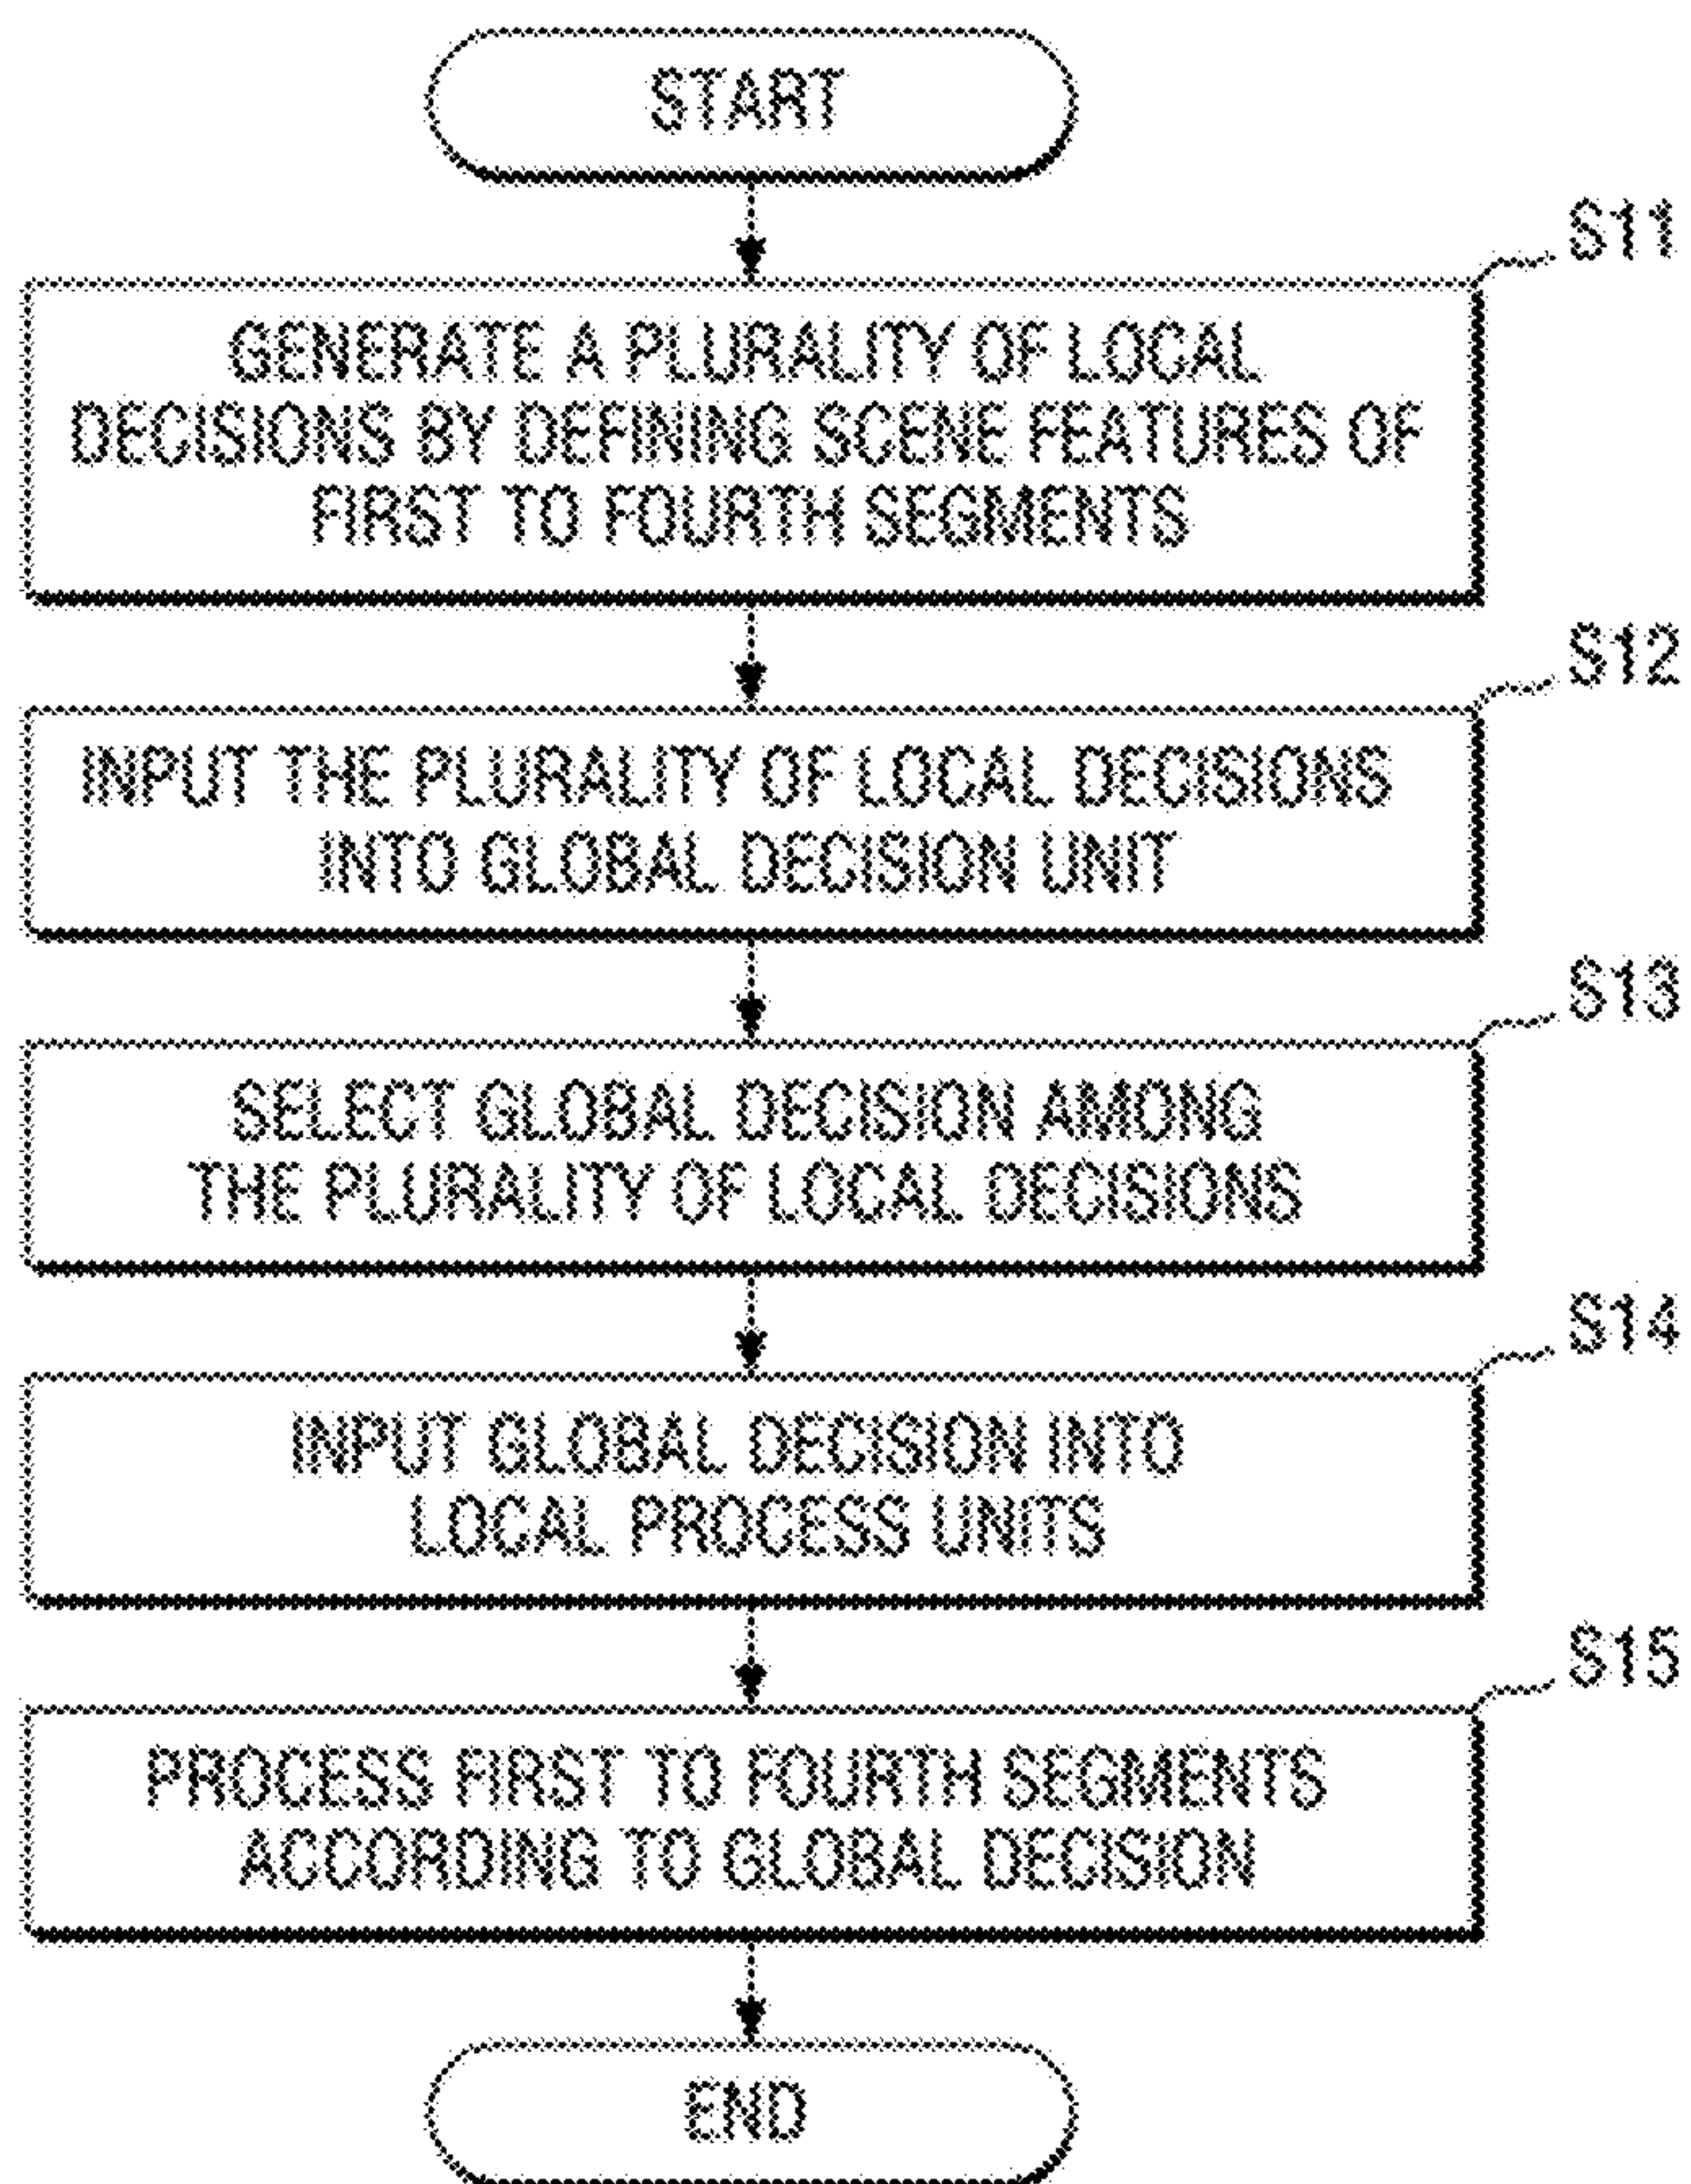 START
S11
GENERATE A PLURALITY OF LOCAL
DECISIONS BY DEFINING SCENE FEATURES OF
FIRST TO FOURTH SEGMENTS
S12
INPUT THE PLURALITY OF LOCAL DECISIONS
INTO GLOBAL DECISION UNIT
S13
SELECT GLOBAL DECISION AMONG
THE PLURALITY OF LOCAL DECISIONS
S14
INPUT GLOBAL DECISION INTO
LOCAL PROCESS UNITS
S15
PROCESS FIRST TO FOURTH SEGMENTS
ACCORDING TO GLOBAL DECISION
END